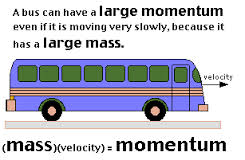 A bus can have a large momentum
even if it is moving very slowly, because it
has a large mass.
velocity
(mass)(velocity) = momentum